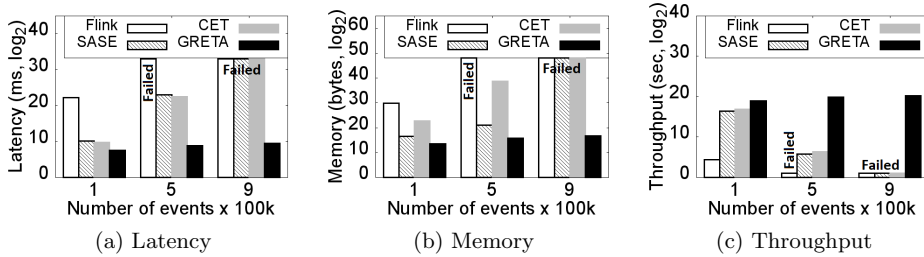 Flink CET
SASE GRETA
40
30
20
10
0
Latency (ms, log2)
Failed
Failed
1 5 9
Number of events x 100k
(a) Latency
Flink CET
SASE GRETA
60
50
40
30
20
10
0
Memory (bytes, log2)
Failed
Failed
1 5 9
Number of events x 100k
(b) Memory
Flink CET
SASE GRETA
40
30
20
10
0
Throughput (sec, log2)
Failed
Failed
1 5 9
Number of events x 100k
(c) Throughput